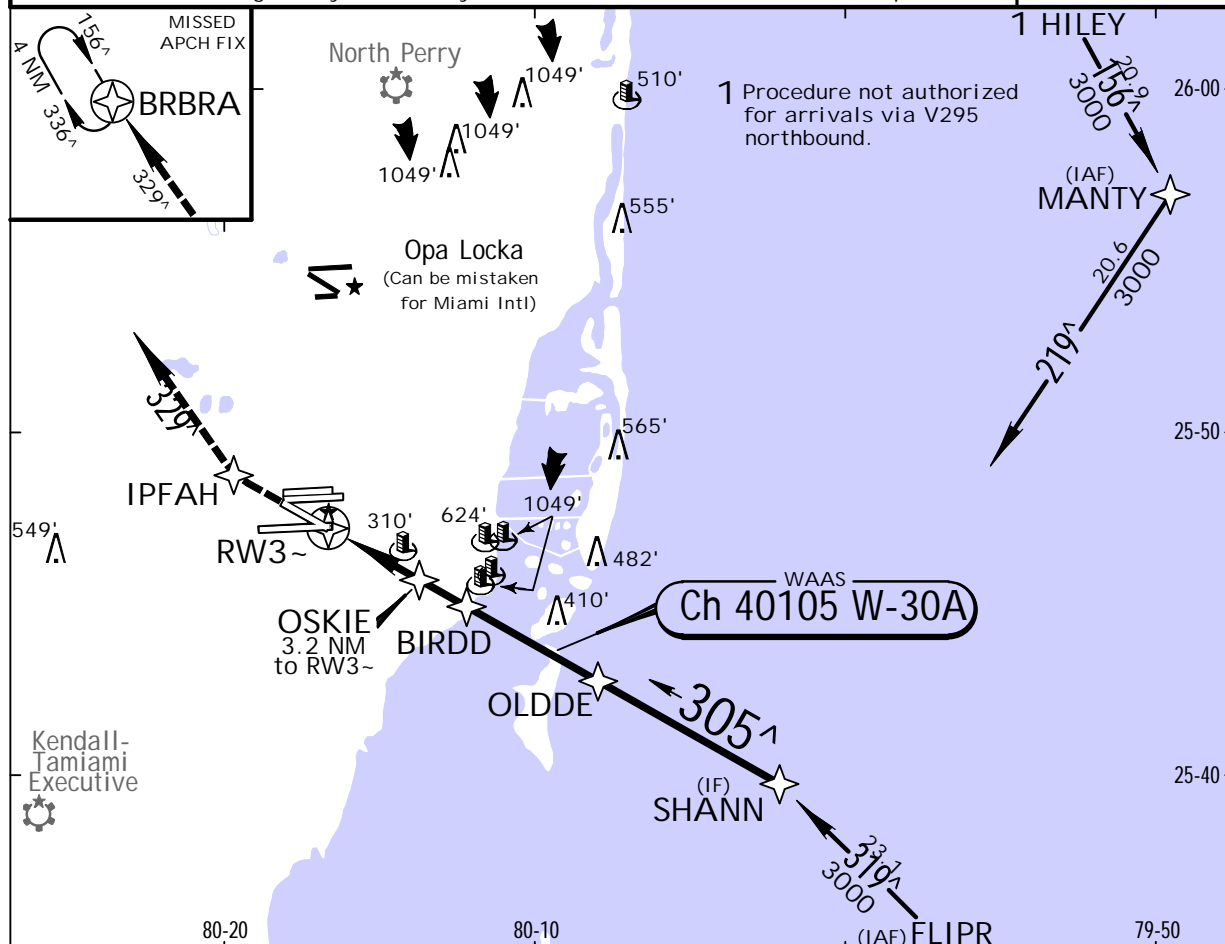 MISSED
APCH FIX
156^
4 NM
336^
BRBRA
329^
North Perry
1049'
1049'
1049'
510'
1 HILEY
20.9
156^
3000
1 Procedure not authorized
for arrivals via V295
northbound.
26-00
(IAF)
MANTY
555'
Opa Locka
(Can be mistaken
for Miami Intl)
20.6
3000
219^
329^
565'
25-50
IPFAH
1049'
549'
310'
624'
RW3~
482'
WAAS
Ch 40105 W-30A
410'
OSKIE
3.2 NM
to RW3~
BIRDD
OLDDE
305^
Kendall-
Tamiami
Executive
25-40
(IF)
SHANN
23.1
319^
3000
80-20
80-10
(IAF) FLIPR
79-50